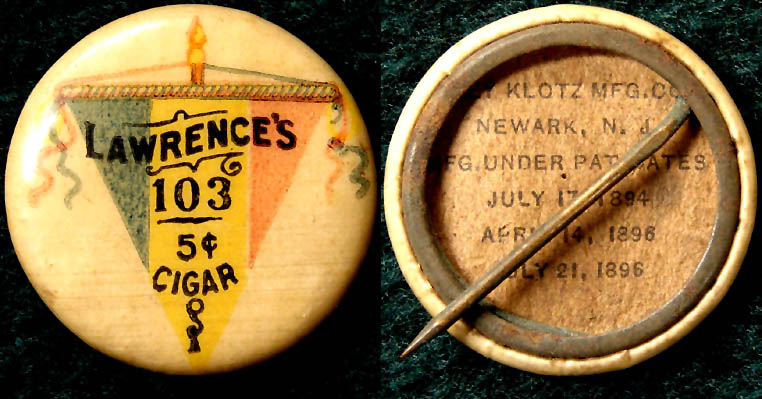 LAWRENCE'S
103
5¢
CIGAR
KLOTZ MFG. CO.
NEWARK, N. J.
MFG. UNDER PAT. DATES
JULY 17, 1894
APRIL 14, 1896
JULY 21, 1896